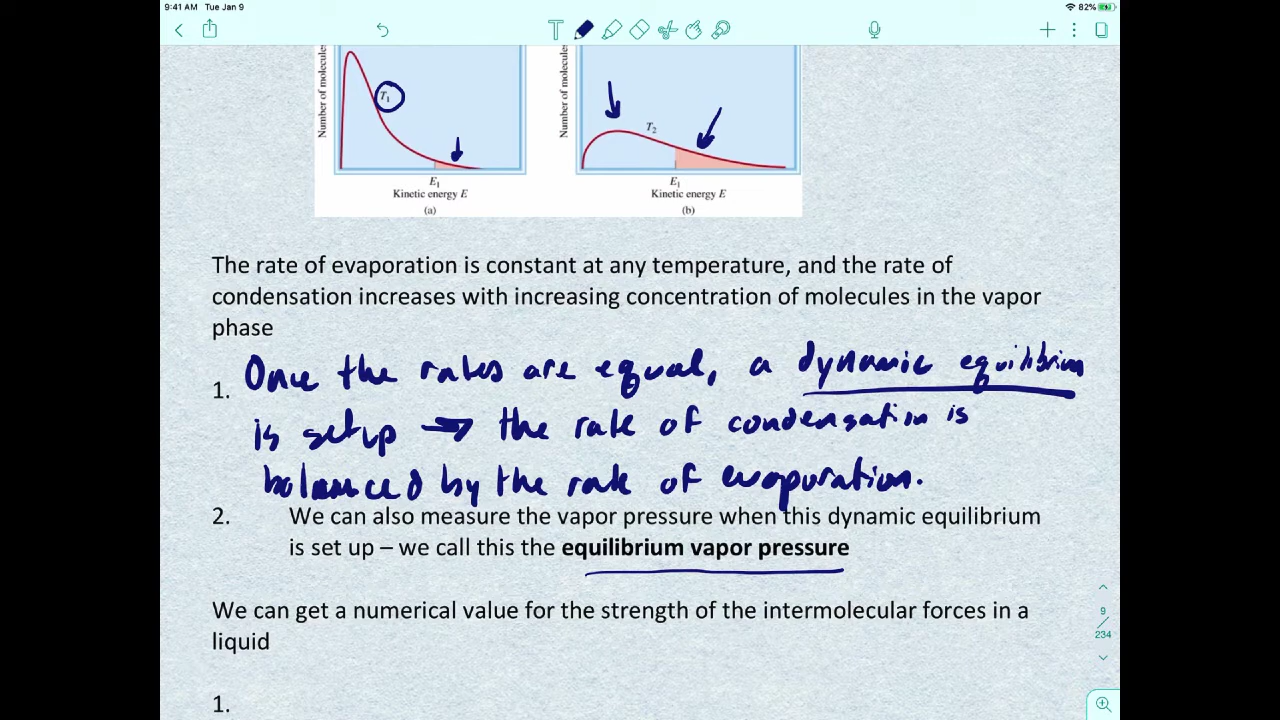 9:41 AM Tue Jan 9
82%
T
Number of molecules
T1
E1
Kinetic energy E
(a)
Number of molecules
T2
E1
Kinetic energy E
(b)
The rate of evaporation is constant at any temperature, and the rate of
condensation increases with increasing concentration of molecules in the vapor
phase
1. Once the rates are equal, a dynamic equilibrium
is setup → the rate of condensation is
balanced by the rate of evaporation.
2. We can also measure the vapor pressure when this dynamic equilibrium
is set up – we call this the equilibrium vapor pressure
We can get a numerical value for the strength of the intermolecular forces in a
liquid
1.
9
/
234